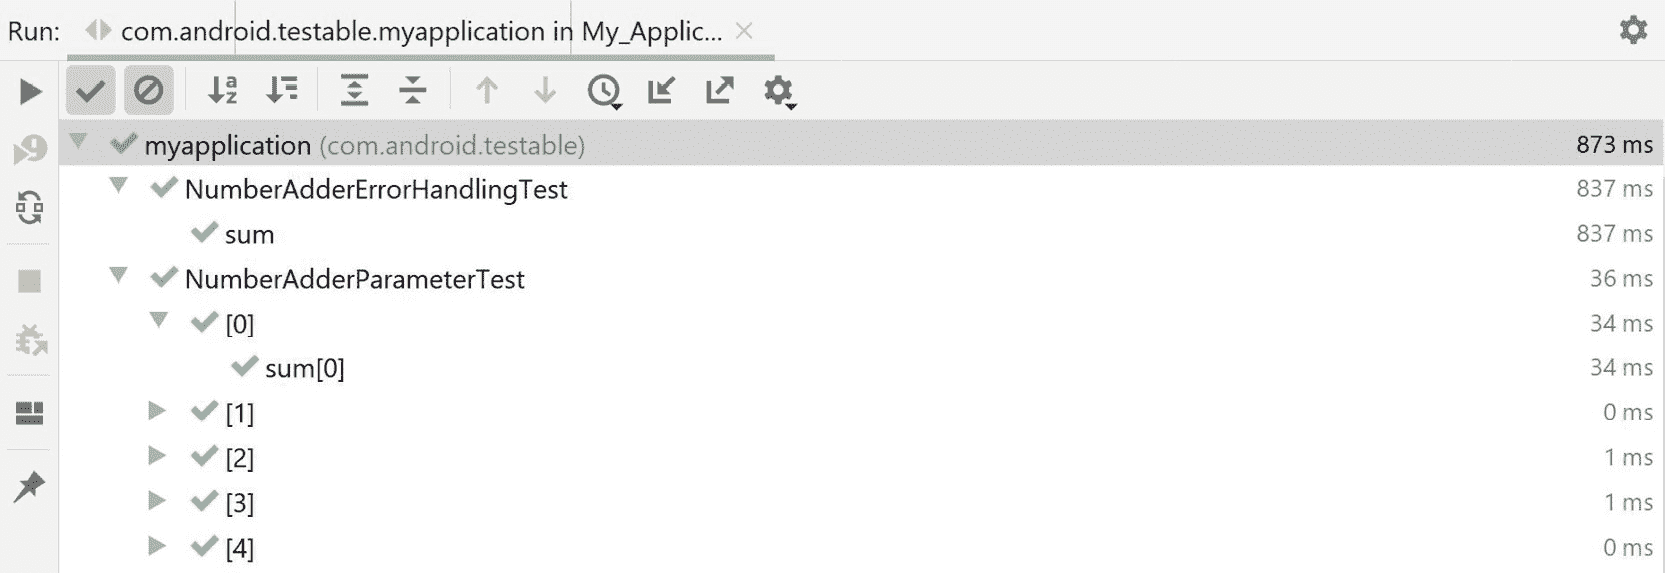 Run: com.android.testable.myapplication in My_Applic...
myapplication (com.android.testable) 873 ms
NumberAdderErrorHandlingTest 837 ms
sum 837 ms
NumberAdderParameterTest 36 ms
[0] 34 ms
sum[0] 34 ms
[1] 0 ms
[2] 1 ms
[3] 1 ms
[4] 0 ms